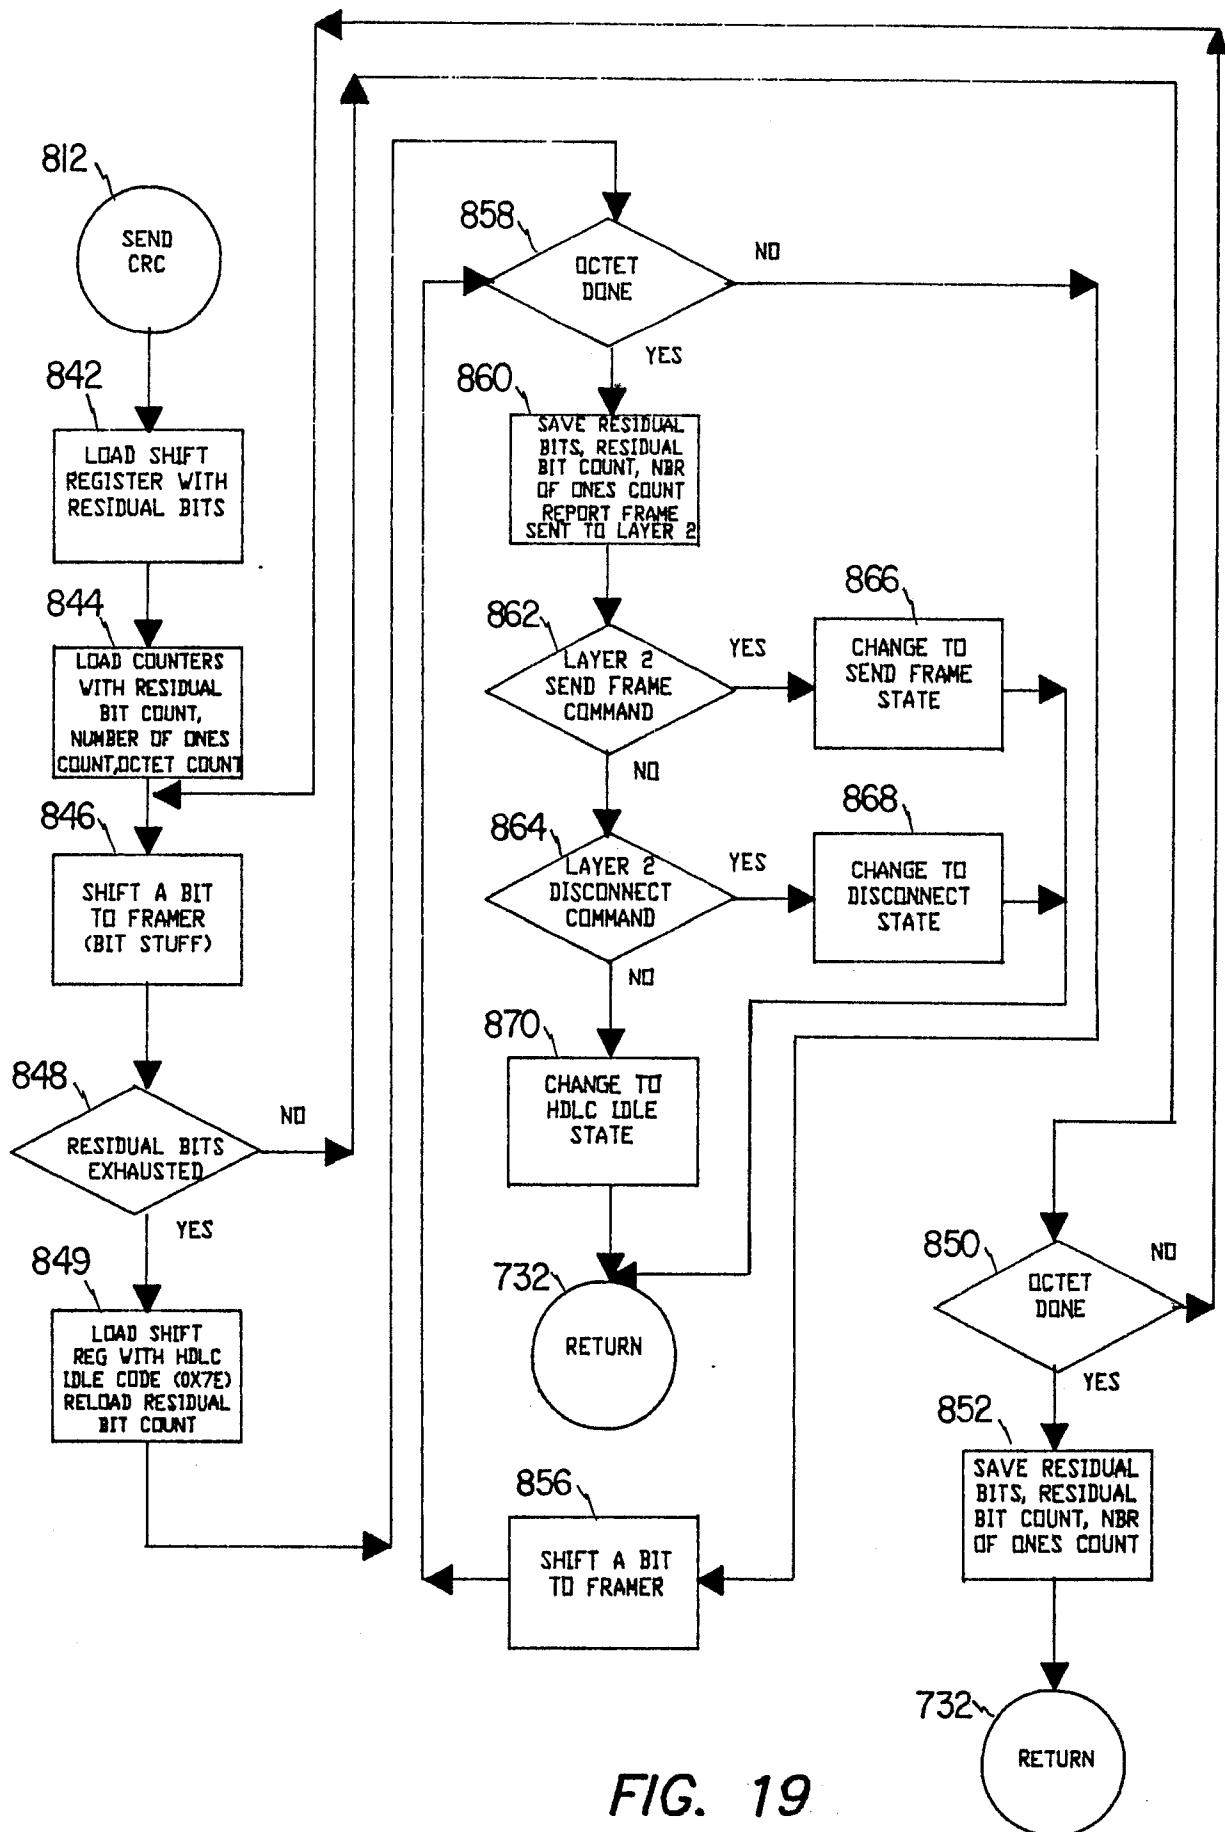 812
SEND
CRC
842
LOAD SHIFT
REGISTER WITH
RESIDUAL BITS
844
LOAD COUNTERS
WITH RESIDUAL
BIT COUNT,
NUMBER OF ONES
COUNT,OCTET COUNT
846
SHIFT A BIT
TO FRAMER
(BIT STUFF)
848
RESIDUAL BITS
EXHAUSTED
NO
YES
849
LOAD SHIFT
REG WITH HDLC
IDLE CODE (0X7E)
RELOAD RESIDUAL
BIT COUNT
858
OCTET
DONE
NO
YES
860
SAVE RESIDUAL
BITS, RESIDUAL
BIT COUNT, NBR
OF ONES COUNT
REPORT FRAME
SENT TO LAYER 2
862
LAYER 2
SEND FRAME
COMMAND
YES
NO
866
CHANGE TO
SEND FRAME
STATE
864
LAYER 2
DISCONNECT
COMMAND
YES
NO
868
CHANGE TO
DISCONNECT
STATE
870
CHANGE TO
HDLC IDLE
STATE
732
RETURN
856
SHIFT A BIT
TO FRAMER
850
OCTET
DONE
NO
YES
852
SAVE RESIDUAL
BITS, RESIDUAL
BIT COUNT, NBR
OF ONES COUNT
732
RETURN
FIG. 19